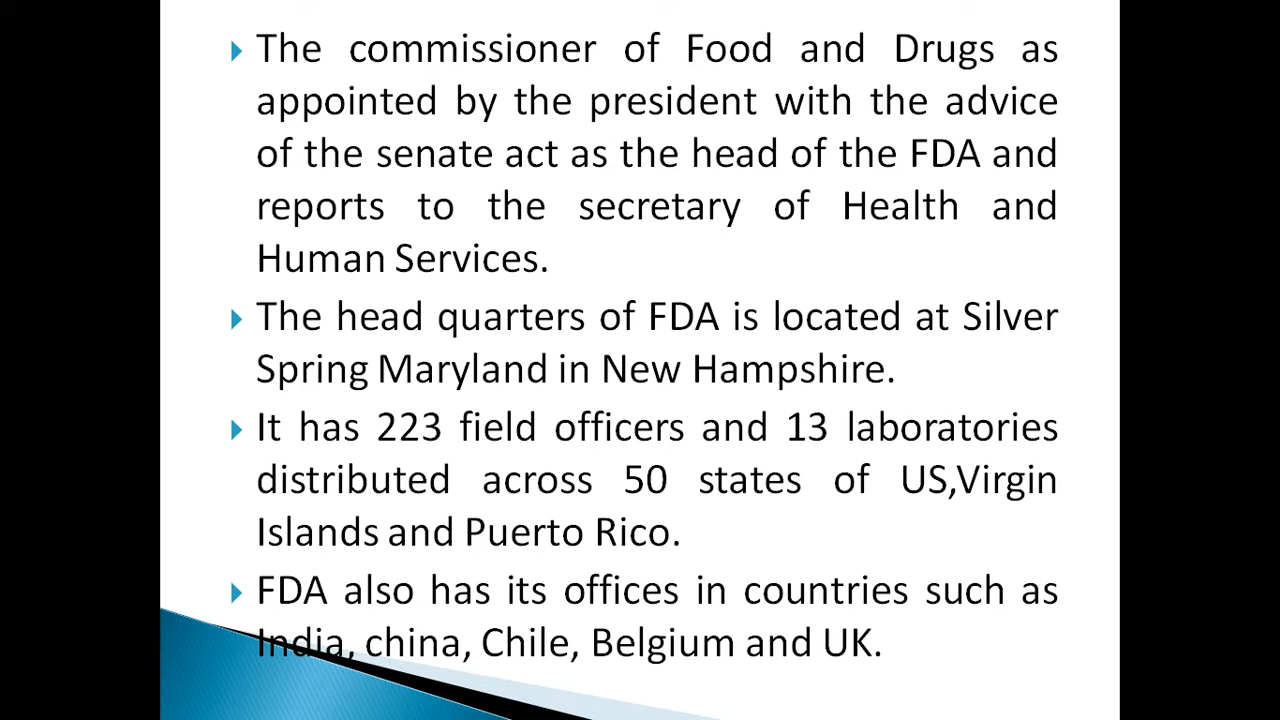 The commissioner of Food and Drugs as
appointed by the president with the advice
of the senate act as the head of the FDA and
reports to the secretary of Health and
Human Services.
The head quarters of FDA is located at Silver
Spring Maryland in New Hampshire.
It has 223 field officers and 13 laboratories
distributed across 50 states of US,Virgin
Islands and Puerto Rico.
FDA also has its offices in countries such as
India, china, Chile, Belgium and UK.